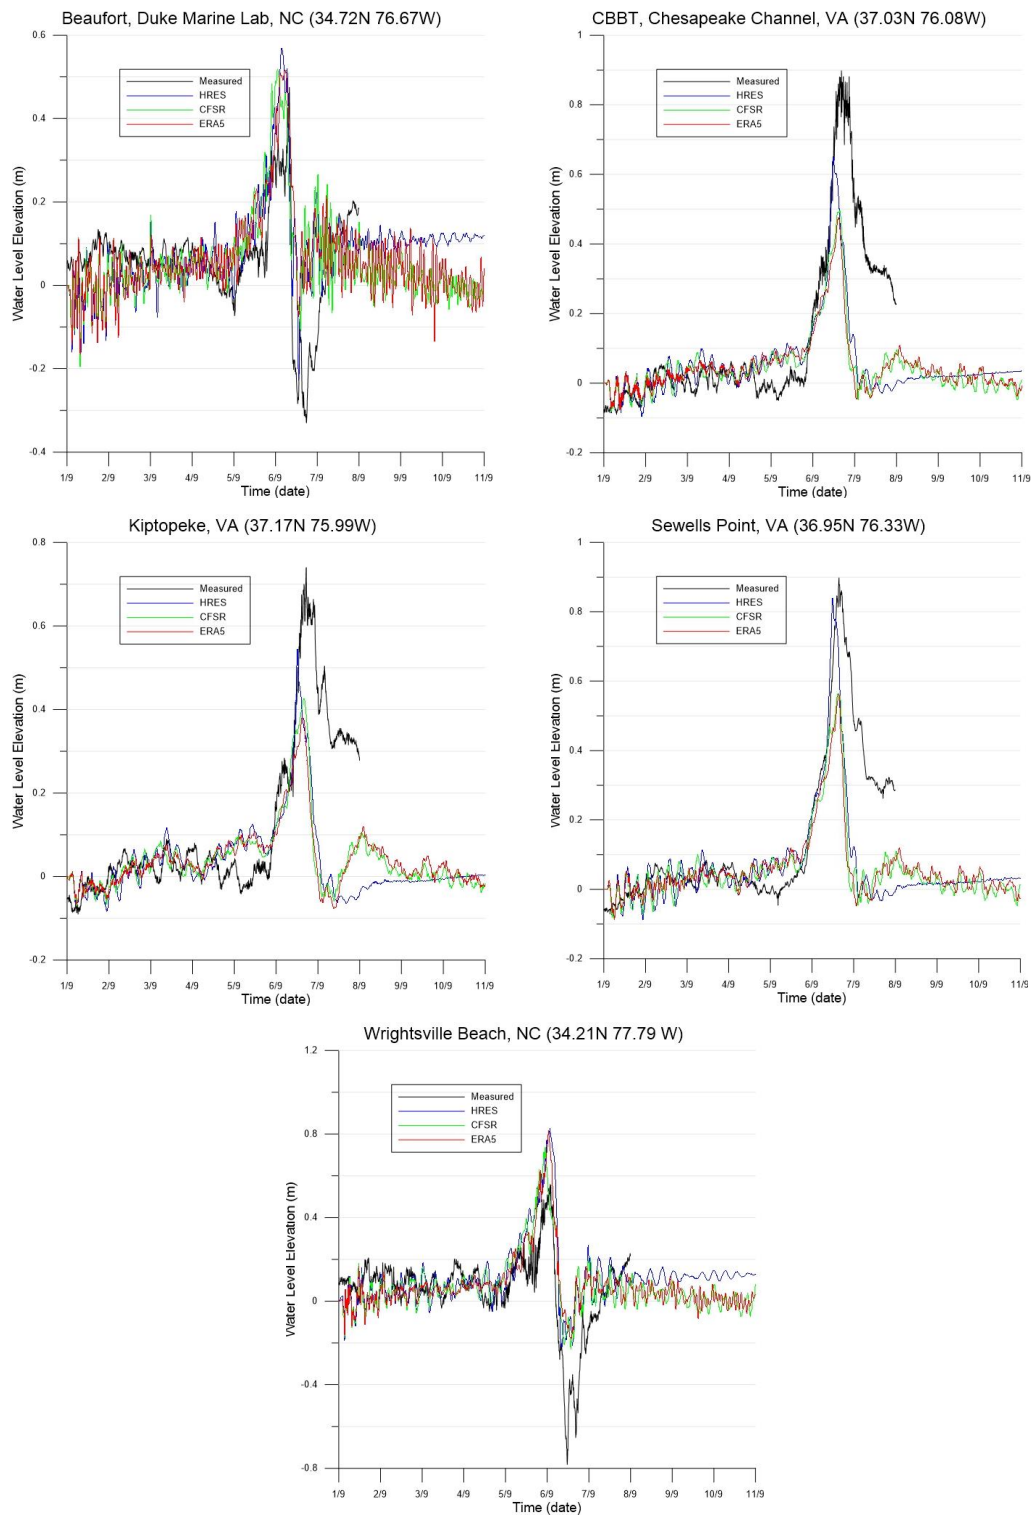 Beaufort, Duke Marine Lab, NC (34.72N 76.67W)
0.6
0.4
0.2
0
-0.2
-0.4
Water Level Elevation (m)
Measured
HRES
CFSR
ERA5
1/9 2/9 3/9 4/9 5/9 6/9 7/9 8/9 9/9 10/9 11/9
Time (date)
CBBT, Chesapeake Channel, VA (37.03N 76.08W)
1
0.8
0.6
0.4
0.2
0
-0.2
Water Level Elevation (m)
Measured
HRES
CFSR
ERA5
1/9 2/9 3/9 4/9 5/9 6/9 7/9 8/9 9/9 10/9 11/9
Time (date)
Kiptopeke, VA (37.17N 75.99W)
0.8
0.6
0.4
0.2
0
-0.2
Water Level Elevation (m)
Measured
HRES
CFSR
ERA5
1/9 2/9 3/9 4/9 5/9 6/9 7/9 8/9 9/9 10/9 11/9
Time (date)
Sewells Point, VA (36.95N 76.33W)
1
0.8
0.6
0.4
0.2
0
-0.2
Water Level Elevation (m)
Measured
HRES
CFSR
ERA5
1/9 2/9 3/9 4/9 5/9 6/9 7/9 8/9 9/9 10/9 11/9
Time (date)
Wrightsville Beach, NC (34.21N 77.79 W)
1.2
0.8
0.4
0
-0.4
-0.8
Water Level Elevation (m)
Measured
HRES
CFSR
ERA5
1/9 2/9 3/9 4/9 5/9 6/9 7/9 8/9 9/9 10/9 11/9
Time (date)